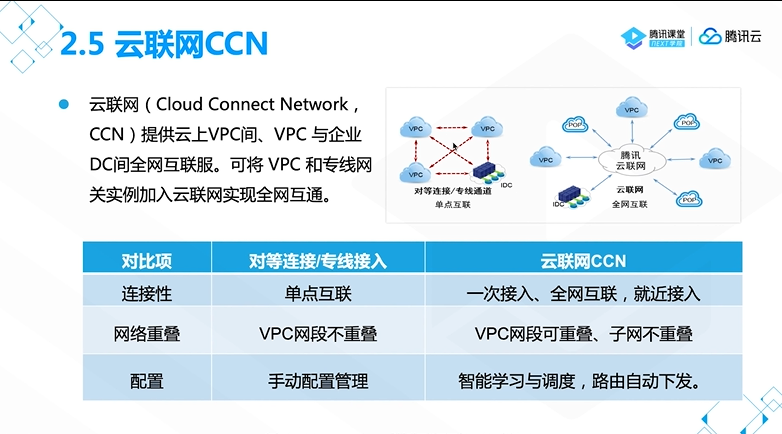 2.5 云联网CCN
腾讯课堂
NEXT学院
腾讯云
云联网（Cloud Connect Network，
CCN）提供云上VPC间、VPC 与企业
DC间全网互联服。可将 VPC 和专线网
关实例加入云联网实现全网互通。
VPC
VPC
VPC
IDC
对等连接/专线通道
单点互联
VPC
POP
POP
VPC
腾讯
云联网
VPC
IDC
POP
云联网
全网互联
对比项 对等连接/专线接入 云联网CCN
连接性 单点互联 一次接入、全网互联，就近接入
网络重叠 VPC网段不重叠 VPC网段可重叠、子网不重叠
配置 手动配置管理 智能学习与调度，路由自动下发。